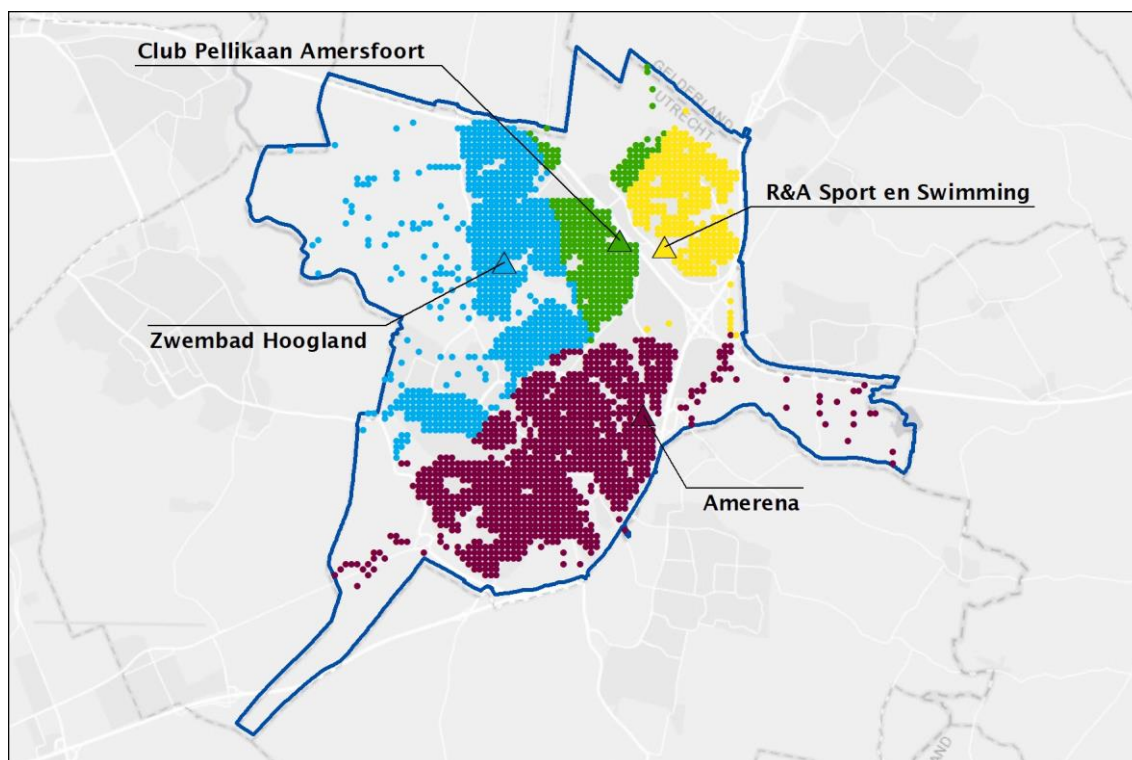 Club Pellikaan Amersfoort
GELDERLAND
UTRECHT
R&A Sport en Swimming
Zwembad Hoogland
Amerena